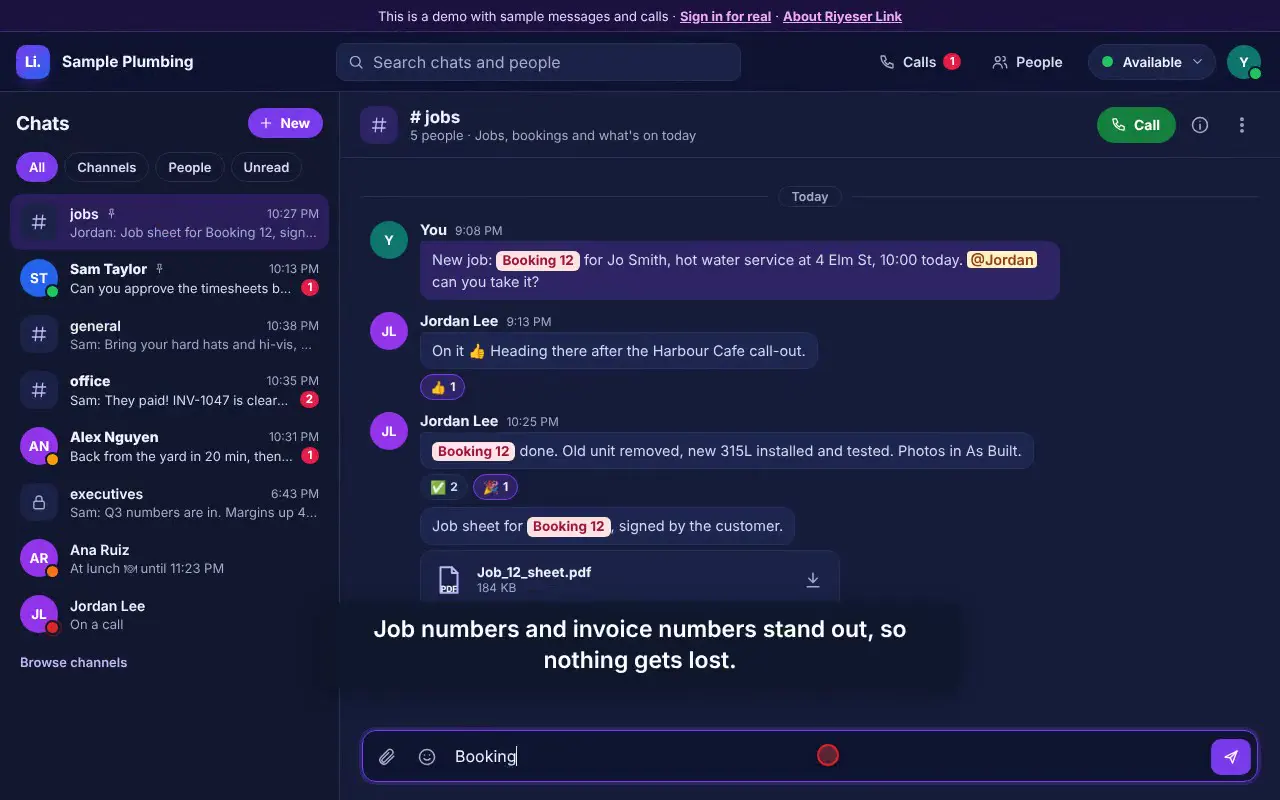 This is a demo with sample messages and calls · Sign in for real · About Riyeser Link
Li.
Sample Plumbing
Search chats and people
Calls 1
People
Available
Y
Chats
+ New
All
Channels
People
Unread
jobs
10:27 PM
Jordan: Job sheet for Booking 12, sign...
ST
Sam Taylor
10:13 PM
Can you approve the timesheets b...
1
general
10:38 PM
Sam: Bring your hard hats and hi-vis, ...
office
10:35 PM
Sam: They paid! INV-1047 is clear...
2
AN
Alex Nguyen
10:31 PM
Back from the yard in 20 min, then...
1
executives
6:43 PM
Sam: Q3 numbers are in. Margins up 4...
AR
Ana Ruiz
At lunch 🍽 until 11:23 PM
JL
Jordan Lee
On a call
Browse channels
#
# jobs
5 people · Jobs, bookings and what's on today
Call
Today
Y
You 9:08 PM
New job: Booking 12 for Jo Smith, hot water service at 4 Elm St, 10:00 today. @Jordan
can you take it?
JL
Jordan Lee 9:13 PM
On it 👍 Heading there after the Harbour Cafe call-out.
👍 1
JL
Jordan Lee 10:25 PM
Booking 12 done. Old unit removed, new 315L installed and tested. Photos in As Built.
✅ 2
🎉 1
Job sheet for Booking 12, signed by the customer.
PDF
Job_12_sheet.pdf
184 KB
Job numbers and invoice numbers stand out, so
nothing gets lost.
Booking